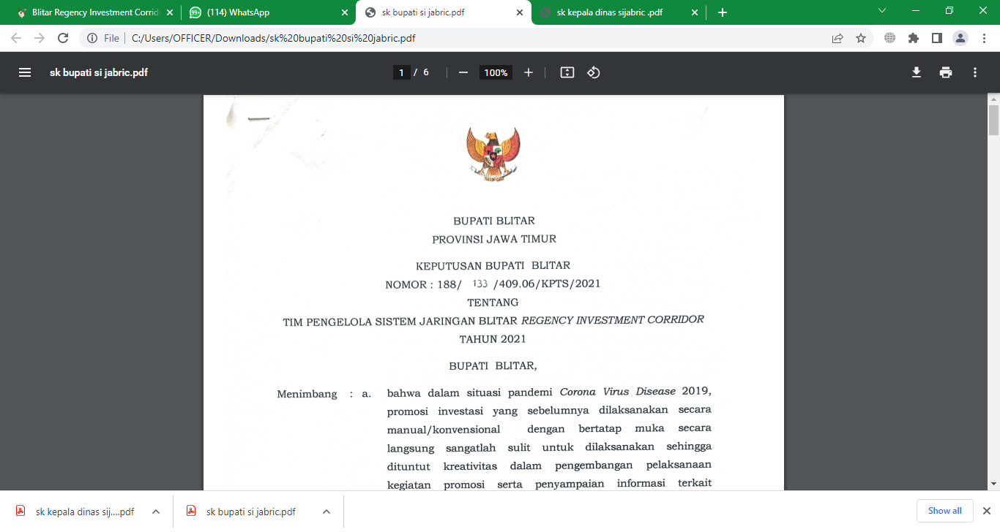 Blitar Regency Investment Corrid
99+
(114) WhatsApp
sk bupati si jabric.pdf
sk kepala dinas sijabric .pdf
File
C:/Users/OFFICER/Downloads/sk%20bupati%20si%20jabric.pdf
sk bupati si jabric.pdf
1 / 6
100%
BUPATI BLITAR
PROVINSI JAWA TIMUR
KEPUTUSAN BUPATI BLITAR
NOMOR : 188/ 133 /409.06/KPTS/2021
TENTANG
TIM PENGELOLA SISTEM JARINGAN BLITAR REGENCY INVESTMENT CORRIDOR
TAHUN 2021
BUPATI BLITAR,
Menimbang : a. bahwa dalam situasi pandemi Corona Virus Disease 2019,
promosi investasi yang sebelumnya dilaksanakan secara
manual/konvensional dengan bertatap muka secara
langsung sangatlah sulit untuk dilaksanakan sehingga
dituntut kreativitas dalam pengembangan pelaksanaan
kegiatan promosi serta penyampaian informasi terkait
sk kepala dinas sij....pdf
sk bupati si jabric.pdf
Show all